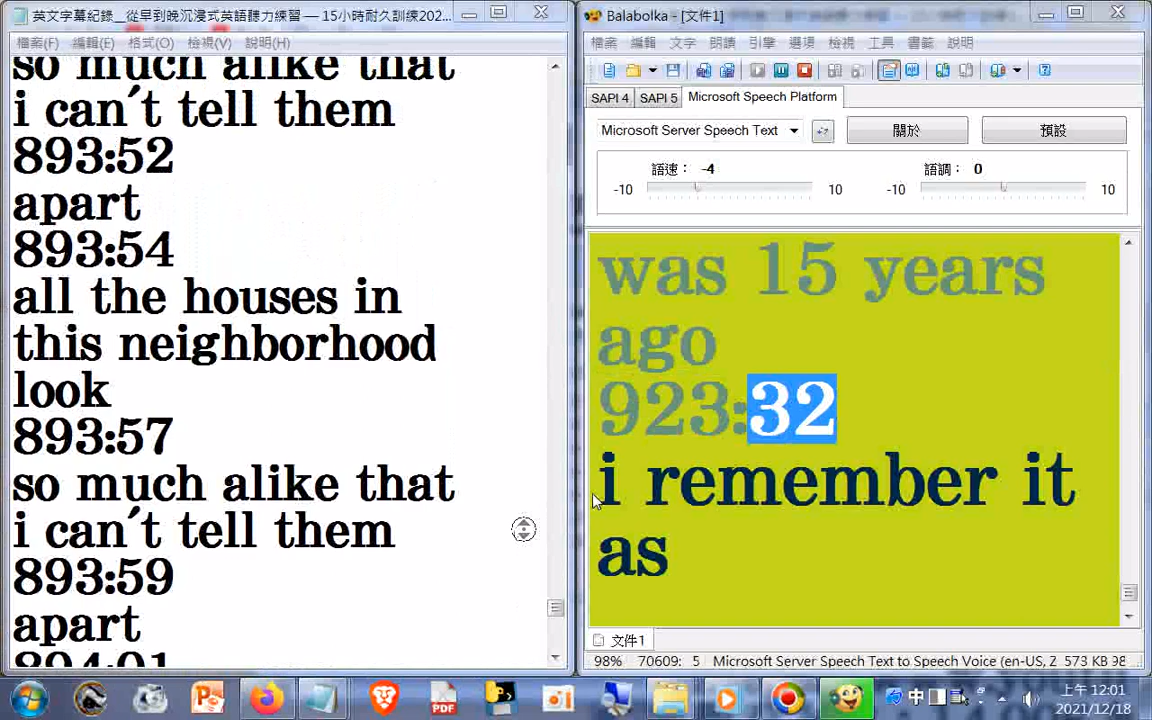 英文字幕紀錄__從早到晚沉浸式英語聽力練習 — 15小時耐久訓練202...
檔案(F) 編輯(E) 格式(O) 檢視(V) 說明(H)
so much alike that
i can't tell them
893:52
apart
893:54
all the houses in
this neighborhood
look
893:57
so much alike that
i can't tell them
893:59
apart
894:01
Balabolka - [文件1]
檔案 編輯 文字 朗讀 引擎 選項 檢視 工具 書籤 說明
SAPI 4 SAPI 5 Microsoft Speech Platform
Microsoft Server Speech Text 關於 預設
語速： -4 語調： 0
-10 10 -10 10
was 15 years
ago
923:32
i remember it
as
文件1
98% 70609: 5 Microsoft Server Speech Text to Speech Voice (en-US, 2 573 KB 98
PDF 中 上午 12:01
2021/12/18